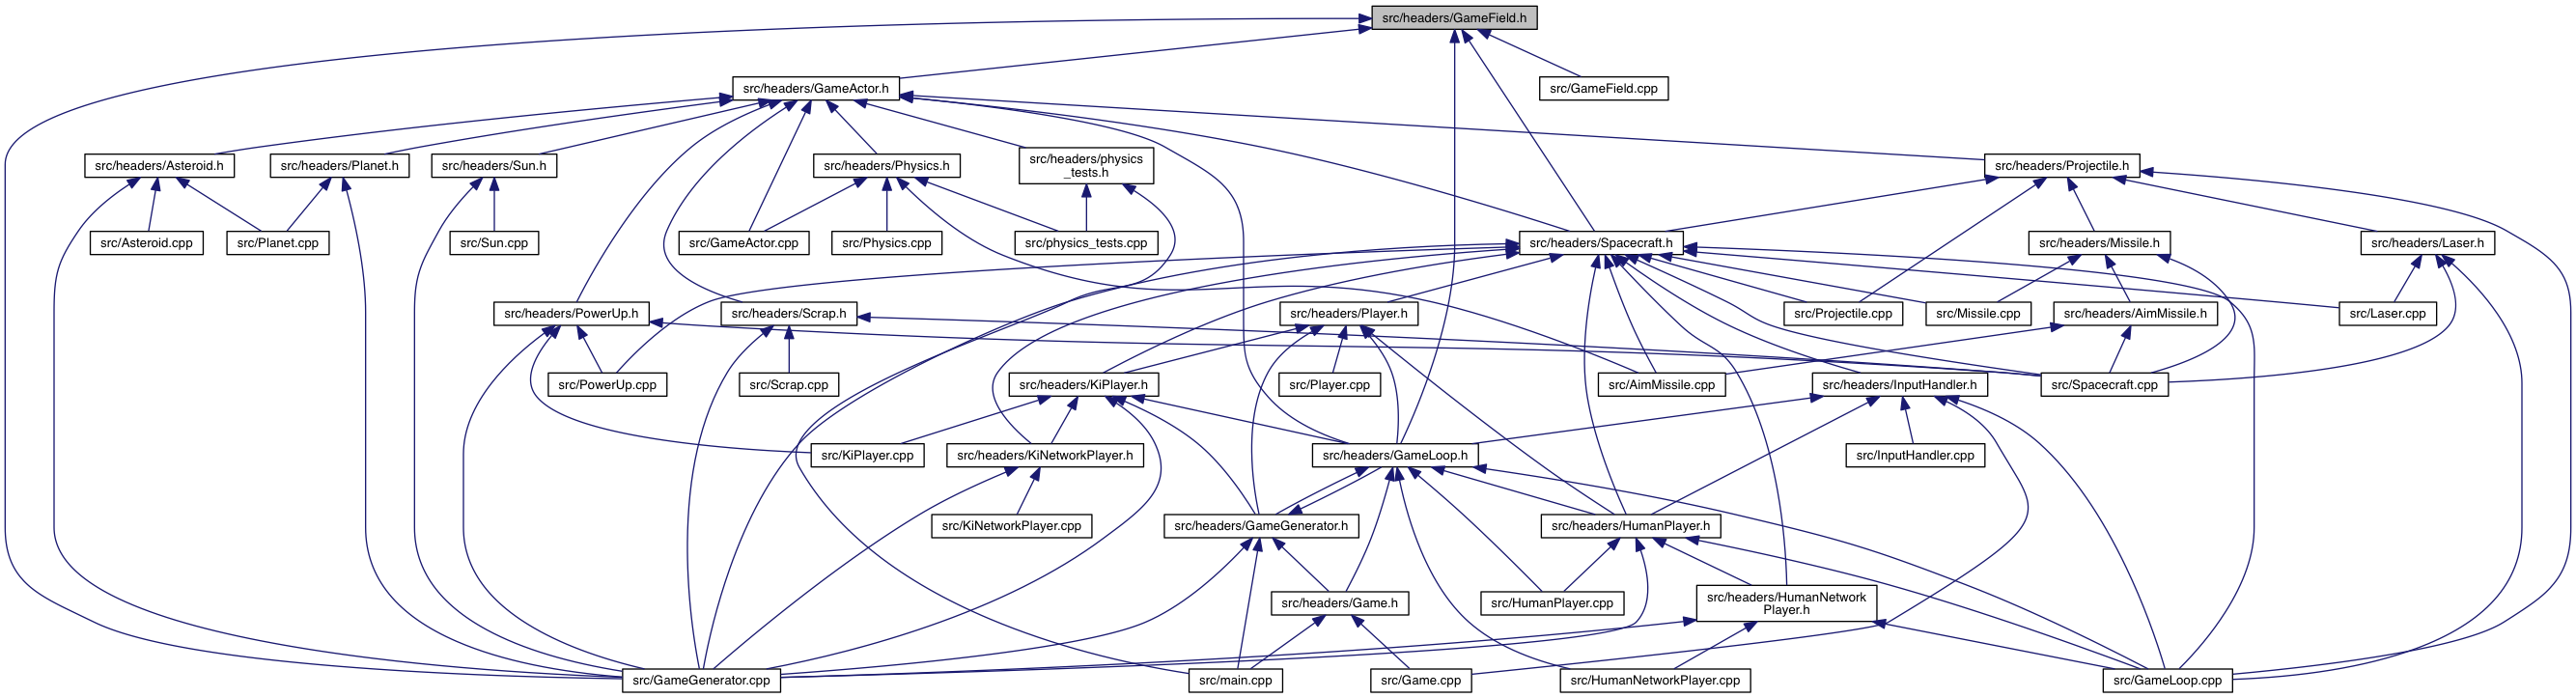 src/headers/GameField.h
src/headers/GameActor.h
src/GameField.cpp
src/headers/Asteroid.h
src/headers/Planet.h
src/headers/Sun.h
src/headers/Physics.h
src/headers/physics
_tests.h
src/headers/Projectile.h
src/Asteroid.cpp
src/Planet.cpp
src/Sun.cpp
src/GameActor.cpp
src/Physics.cpp
src/physics_tests.cpp
src/headers/Spacecraft.h
src/headers/Missile.h
src/headers/Laser.h
src/headers/PowerUp.h
src/headers/Scrap.h
src/headers/Player.h
src/Projectile.cpp
src/Missile.cpp
src/headers/AimMissile.h
src/Laser.cpp
src/PowerUp.cpp
src/Scrap.cpp
src/headers/KiPlayer.h
src/Player.cpp
src/AimMissile.cpp
src/headers/InputHandler.h
src/Spacecraft.cpp
src/KiPlayer.cpp
src/headers/KiNetworkPlayer.h
src/headers/GameLoop.h
src/InputHandler.cpp
src/KiNetworkPlayer.cpp
src/headers/GameGenerator.h
src/headers/HumanPlayer.h
src/headers/Game.h
src/HumanPlayer.cpp
src/headers/HumanNetwork
Player.h
src/GameGenerator.cpp
src/main.cpp
src/Game.cpp
src/HumanNetworkPlayer.cpp
src/GameLoop.cpp